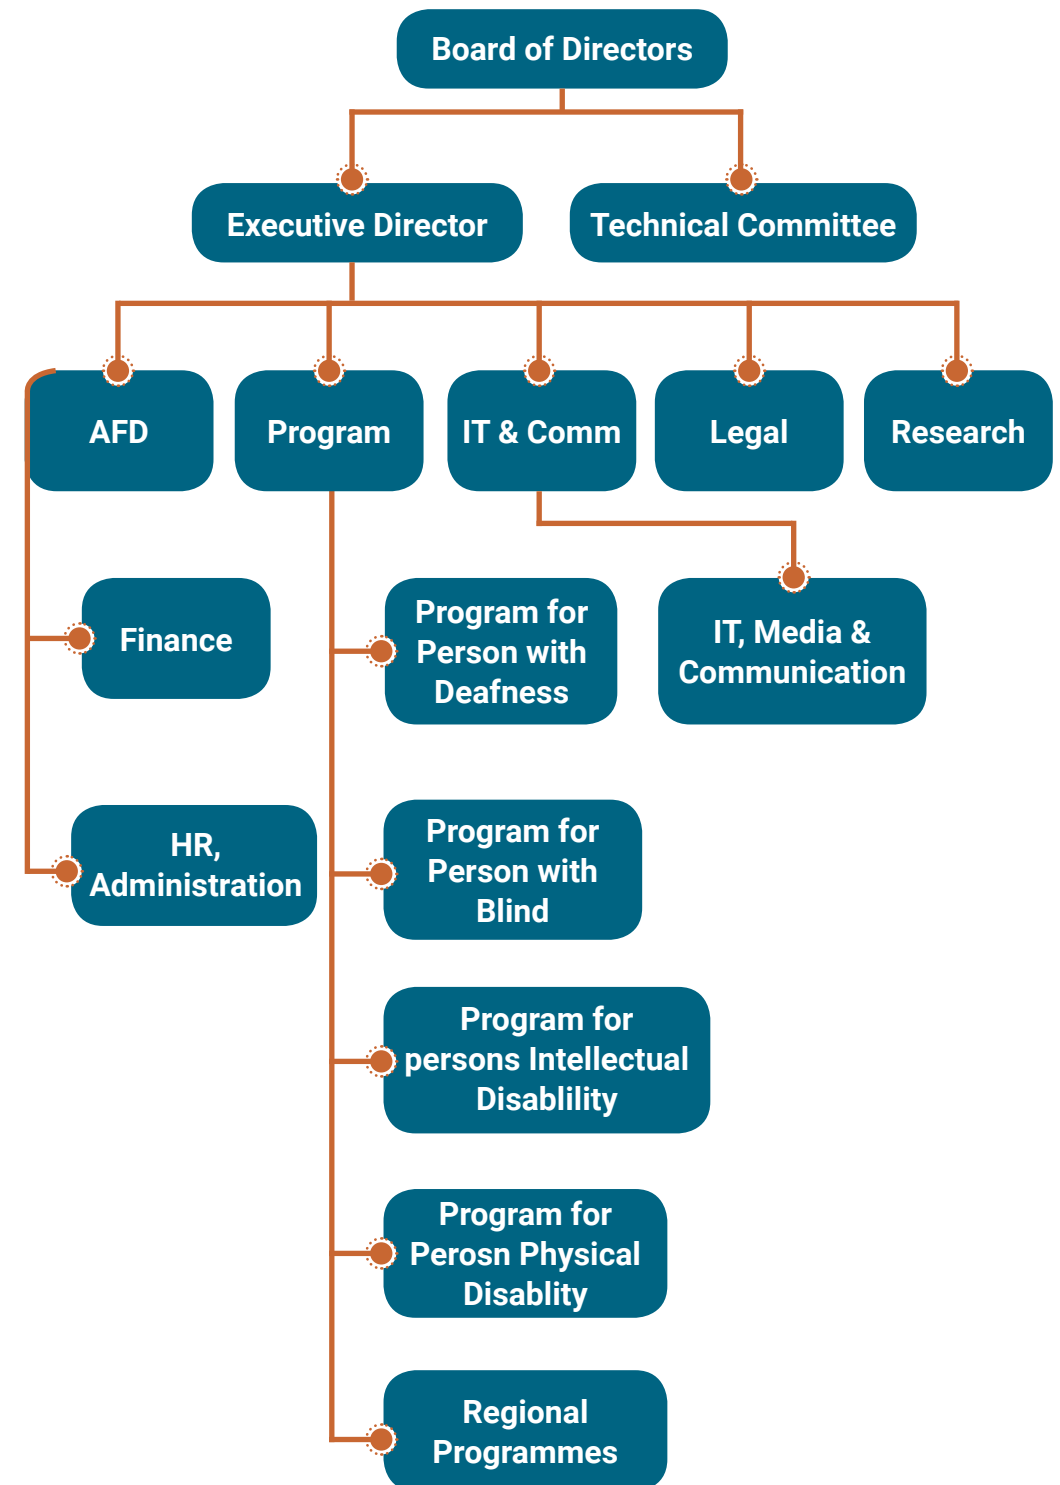 Board of Directors
Executive Director
Technical Committee
AFD
Program
IT & Comm
Legal
Research
Finance
Program for
Person with
Deafness
IT, Media &
Communication
HR,
Administration
Program for
Person with
Blind
Program for
persons Intellectual
Disablility
Program for
Perosn Physical
Disablity
Regional
Programmes